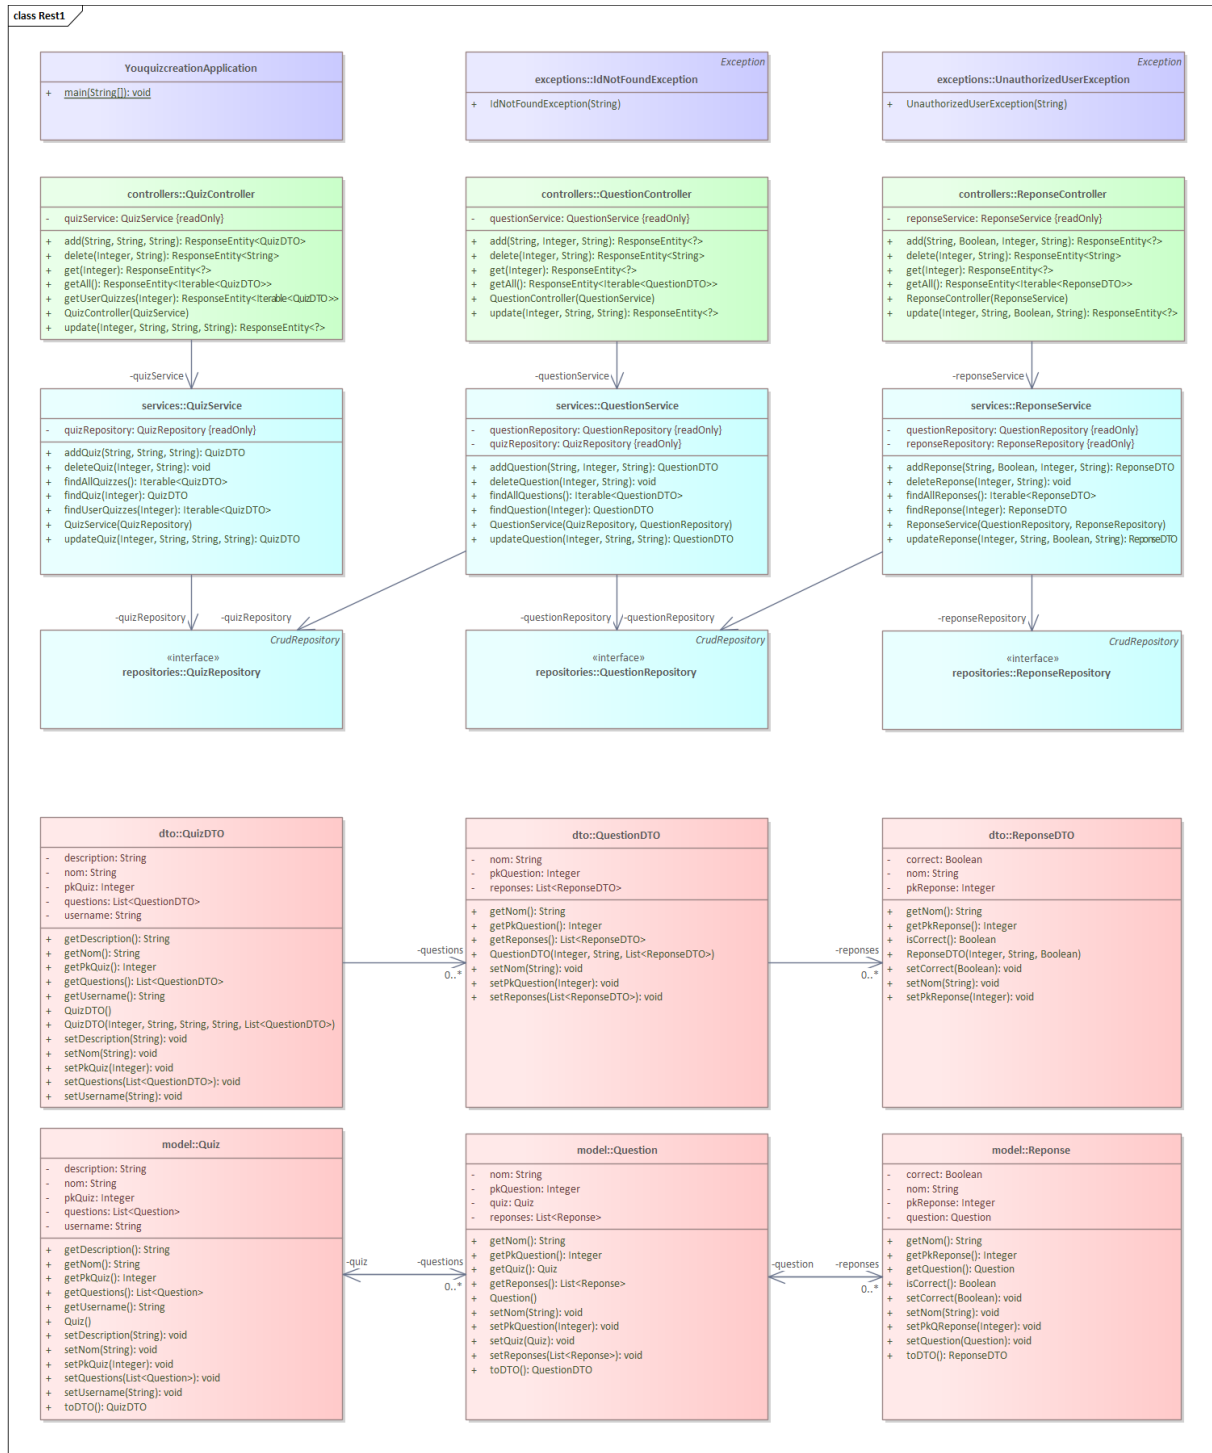 class Rest1
YouquizcreationApplication
+ main(String[]): void
Exception
exceptions::IdNotFoundException
+ IdNotFoundException(String)
Exception
exceptions::UnauthorizedUserException
+ UnauthorizedUserException(String)
controllers::QuizController
- quizService: QuizService {readOnly}
+ add(String, String, String): ResponseEntity<QuizDTO>
+ delete(Integer, String): ResponseEntity<String>
+ get(Integer): ResponseEntity<?>
+ getAll(): ResponseEntity<Iterable<QuizDTO>>
+ getUserQuizzes(Integer): ResponseEntity<Iterable<QuizDTO>>
+ QuizController(QuizService)
+ update(Integer, String, String, String): ResponseEntity<?>
controllers::QuestionController
- questionService: QuestionService {readOnly}
+ add(String, Integer, String): ResponseEntity<?>
+ delete(Integer, String): ResponseEntity<String>
+ get(Integer): ResponseEntity<?>
+ getAll(): ResponseEntity<Iterable<QuestionDTO>>
+ QuestionController(QuestionService)
+ update(Integer, String, String): ResponseEntity<?>
controllers::ReponseController
- reponseService: ReponseService {readOnly}
+ add(String, Boolean, Integer, String): ResponseEntity<?>
+ delete(Integer, String): ResponseEntity<String>
+ get(Integer): ResponseEntity<?>
+ getAll(): ResponseEntity<Iterable<ReponseDTO>>
+ ReponseController(ReponseService)
+ update(Integer, String, Boolean, String): ResponseEntity<?>
-quizService
-questionService
-reponseService
services::QuizService
- quizRepository: QuizRepository {readOnly}
+ addQuiz(String, String, String): QuizDTO
+ deleteQuiz(Integer, String): void
+ findAllQuizzes(): Iterable<QuizDTO>
+ findQuiz(Integer): QuizDTO
+ findUserQuizzes(Integer): Iterable<QuizDTO>
+ QuizService(QuizRepository)
+ updateQuiz(Integer, String, String, String): QuizDTO
services::QuestionService
- questionRepository: QuestionRepository {readOnly}
- quizRepository: QuizRepository {readOnly}
+ addQuestion(String, Integer, String): QuestionDTO
+ deleteQuestion(Integer, String): void
+ findAllQuestions(): Iterable<QuestionDTO>
+ findQuestion(Integer): QuestionDTO
+ QuestionService(QuizRepository, QuestionRepository)
+ updateQuestion(Integer, String, String): QuestionDTO
services::ReponseService
- questionRepository: QuestionRepository {readOnly}
- reponseRepository: ReponseRepository {readOnly}
+ addReponse(String, Boolean, Integer, String): ReponseDTO
+ deleteReponse(Integer, String): void
+ findAllReponses(): Iterable<ReponseDTO>
+ findReponse(Integer): ReponseDTO
+ ReponseService(QuestionRepository, ReponseRepository)
+ updateReponse(Integer, String, Boolean, String): ReponseDTO
-quizRepository
-quizRepository
-questionRepository
-questionRepository
-reponseRepository
CrudRepository
«interface»
repositories::QuizRepository
CrudRepository
«interface»
repositories::QuestionRepository
CrudRepository
«interface»
repositories::ReponseRepository
dto::QuizDTO
- description: String
- nom: String
- pkQuiz: Integer
- questions: List<QuestionDTO>
- username: String
+ getDescription(): String
+ getNom(): String
+ getPkQuiz(): Integer
+ getQuestions(): List<QuestionDTO>
+ getUsername(): String
+ QuizDTO()
+ QuizDTO(Integer, String, String, String, List<QuestionDTO>)
+ setDescription(String): void
+ setNom(String): void
+ setPkQuiz(Integer): void
+ setQuestions(List<QuestionDTO>): void
+ setUsername(String): void
-questions
0..*
dto::QuestionDTO
- nom: String
- pkQuestion: Integer
- reponses: List<ReponseDTO>
+ getNom(): String
+ getPkQuestion(): Integer
+ getReponses(): List<ReponseDTO>
+ QuestionDTO(Integer, String, List<ReponseDTO>)
+ setNom(String): void
+ setPkQuestion(Integer): void
+ setReponses(List<ReponseDTO>): void
-reponses
0..*
dto::ReponseDTO
- correct: Boolean
- nom: String
- pkReponse: Integer
+ getNom(): String
+ getPkReponse(): Integer
+ isCorrect(): Boolean
+ ReponseDTO(Integer, String, Boolean)
+ setCorrect(Boolean): void
+ setNom(String): void
+ setPkReponse(Integer): void
model::Quiz
- description: String
- nom: String
- pkQuiz: Integer
- questions: List<Question>
- username: String
+ getDescription(): String
+ getNom(): String
+ getPkQuiz(): Integer
+ getQuestions(): List<Question>
+ getUsername(): String
+ Quiz()
+ setDescription(String): void
+ setNom(String): void
+ setPkQuiz(Integer): void
+ setQuestions(List<Question>): void
+ setUsername(String): void
+ toDTO(): QuizDTO
-quiz
-questions
0..*
model::Question
- nom: String
- pkQuestion: Integer
- quiz: Quiz
- reponses: List<Reponse>
+ getNom(): String
+ getPkQuestion(): Integer
+ getQuiz(): Quiz
+ getReponses(): List<Reponse>
+ Question()
+ setNom(String): void
+ setPkQuestion(Integer): void
+ setQuiz(Quiz): void
+ setReponses(List<Reponse>): void
+ toDTO(): QuestionDTO
-question
-reponses
0..*
model::Reponse
- correct: Boolean
- nom: String
- pkReponse: Integer
- question: Question
+ getNom(): String
+ getPkReponse(): Integer
+ getQuestion(): Question
+ isCorrect(): Boolean
+ setCorrect(Boolean): void
+ setNom(String): void
+ setPkQReponse(Integer): void
+ setQuestion(Question): void
+ toDTO(): ReponseDTO